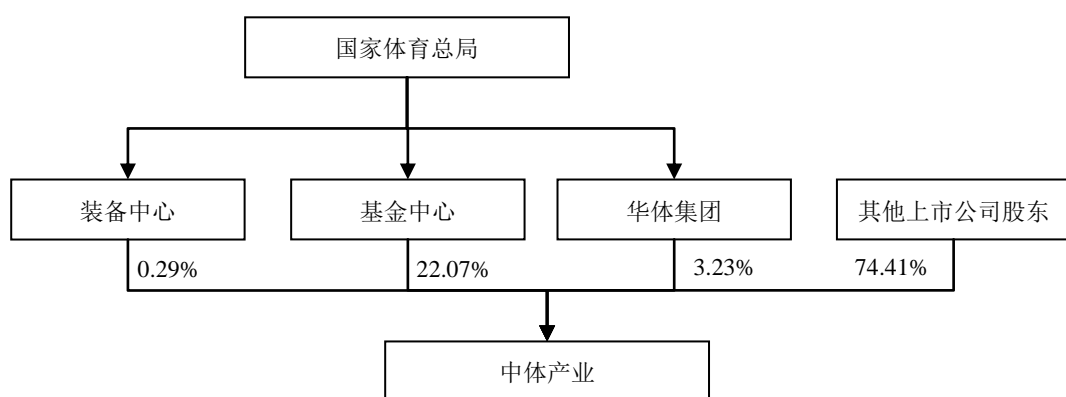 国家体育总局
装备中心
基金中心
华体集团
其他上市公司股东
0.29%
22.07%
3.23%
74.41%
中体产业